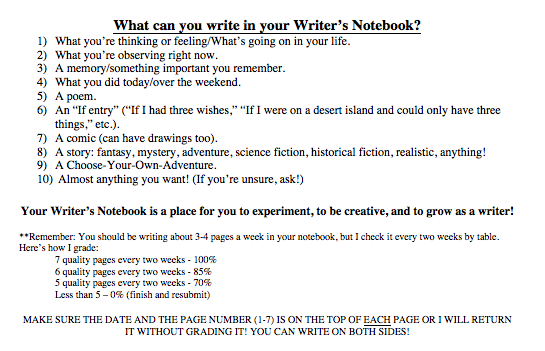 What can you write in your Writer's Notebook?
1) What you're thinking or feeling/What's going on in your life.
2) What you're observing right now.
3) A memory/something important you remember.
4) What you did today/over the weekend.
5) A poem.
6) An "If entry" ("If I had three wishes," "If I were on a desert island and could only have three
things," etc.).
7) A comic (can have drawings too).
8) A story: fantasy, mystery, adventure, science fiction, historical fiction, realistic, anything!
9) A Choose-Your-Own-Adventure.
10) Almost anything you want! (If you're unsure, ask!)
Your Writer's Notebook is a place for you to experiment, to be creative, and to grow as a writer!
**Remember: You should be writing about 3-4 pages a week in your notebook, but I check it every two weeks by table.
Here's how I grade:
7 quality pages every two weeks - 100%
6 quality pages every two weeks - 85%
5 quality pages every two weeks - 70%
Less than 5 – 0% (finish and resubmit)
MAKE SURE THE DATE AND THE PAGE NUMBER (1-7) IS ON THE TOP OF EACH PAGE OR I WILL RETURN
IT WITHOUT GRADING IT! YOU CAN WRITE ON BOTH SIDES!